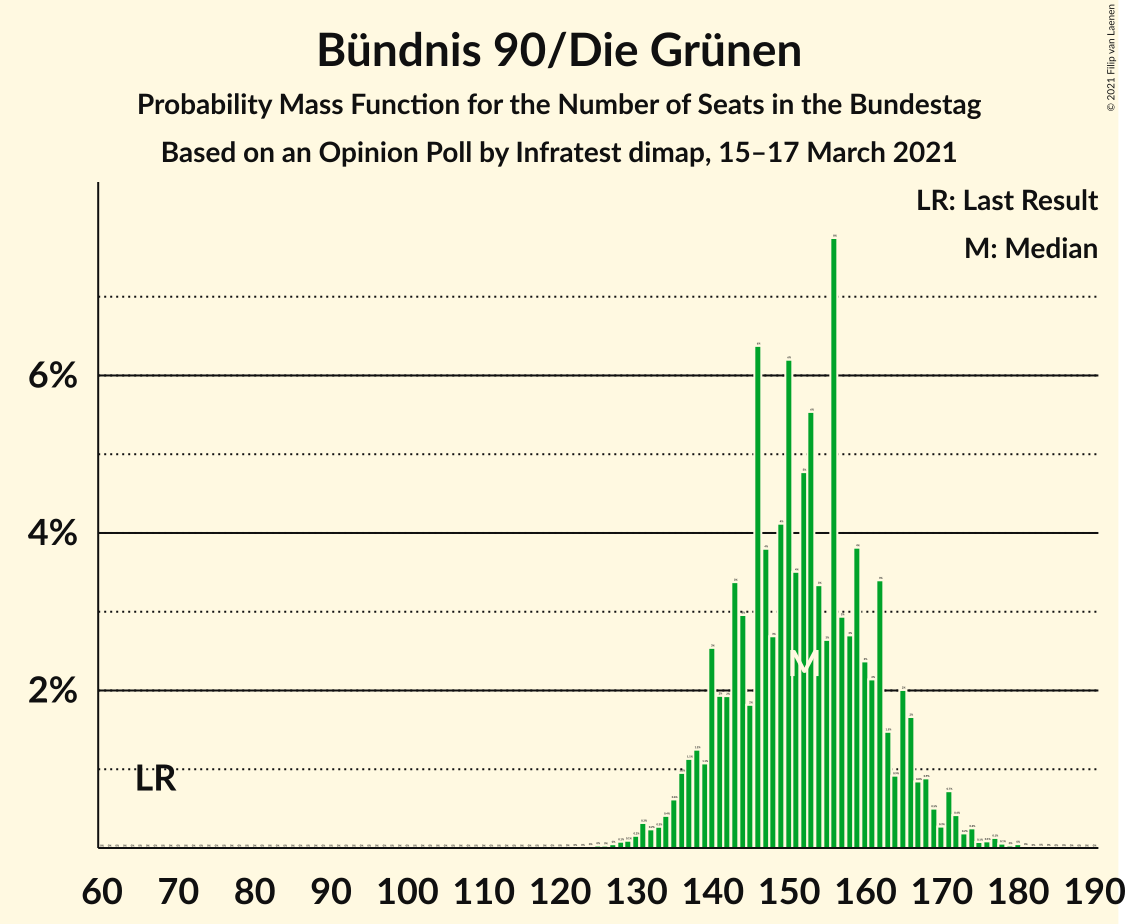 Bündnis 90/Die Grünen
Probability Mass Function for the Number of Seats in the Bundestag
Based on an Opinion Poll by Infratest dimap, 15–17 March 2021
© 2021 Filip van Laenen
LR: Last Result
M: Median
6%
4%
2%
LR
M
60 70 80 90 100 110 120 130 140 150 160 170 180 190